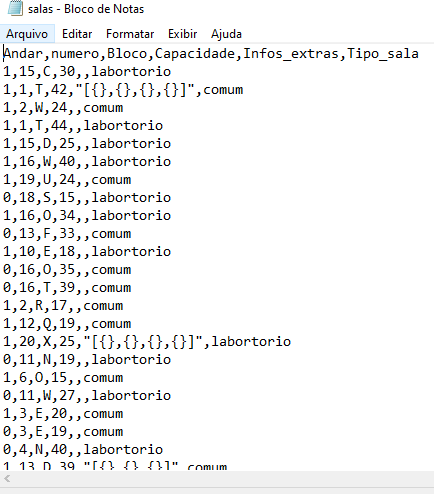 salas - Bloco de Notas
Arquivo Editar Formatar Exibir Ajuda
Andar,numero,Bloco,Capacidade,Infos_extras,Tipo_sala
1,15,C,30,,labortorio
1,1,T,42,"[{},{},{},{}]",comum
1,2,W,24,,comum
1,1,T,44,,labortorio
1,15,D,25,,labortorio
1,16,W,40,,labortorio
1,19,U,24,,comum
0,18,S,15,,labortorio
1,16,O,34,,labortorio
0,13,F,33,,comum
1,10,E,18,,labortorio
0,16,O,35,,comum
0,16,T,39,,comum
1,2,R,17,,comum
1,12,Q,19,,comum
1,20,X,25,"[{},{},{},{}]",labortorio
0,11,N,19,,labortorio
1,6,O,15,,comum
0,11,W,27,,labortorio
1,3,E,20,,comum
0,3,E,19,,comum
0,4,N,40,,labortorio
1,13,D,39,"[{},{},{}]",comum